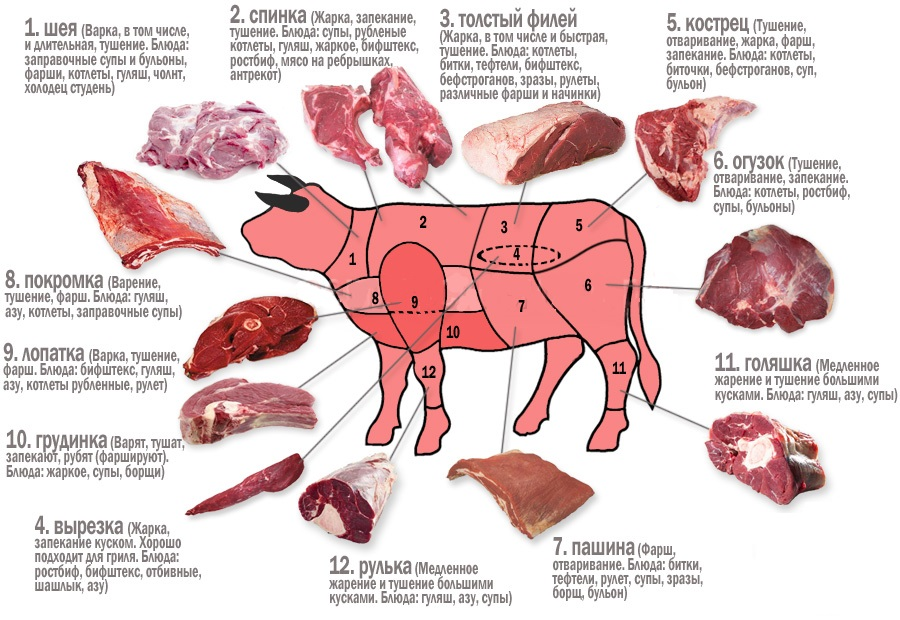 1. шея (Варка, в том числе,
и длительная, тушение. Блюда:
заправочные супы и бульоны,
фарши, котлеты, гуляш, чолнт,
холодец студень)
2. спинка (Жарка, запекание,
тушение. Блюда: супы, рубленые
котлеты, гуляш, жаркое, бифштекс,
ростбиф, мясо на ребрышках,
антрекот)
3. толстый филей
(Жарка, в том числе и быстрая,
тушение. Блюда: котлеты,
битки, тефтели, бифштекс,
бефстроганов, зразы, рулеты,
различные фарши и начинки)
5. кострец (Тушение,
отваривание, жарка, фарш,
запекание. Блюда: котлеты,
биточки, бефстроганов, суп,
бульон)
6. огузок (Тушение,
отваривание, запекание.
Блюда: котлеты, ростбиф,
супы, бульоны)
8. покромка (Варение,
тушение, фарш. Блюда: гуляш,
азу, котлеты, заправочные супы)
9. лопатка (Варка, тушение,
фарш. Блюда: бифштекс, гуляш,
азу, котлеты рубленные, рулет)
10. грудинка (Варят, тушат,
запекают, рубят (фаршируют).
Блюда: жаркое, супы, борщи)
4. вырезка (Жарка,
запекание куском. Хорошо
подходит для гриля. Блюда:
ростбиф, бифштекс, отбивные,
шашлык, азу)
12. рулька (Медленное
жарение и тушение большими
кусками. Блюда: гуляш, азу, супы)
7. пашина (Фарш,
отваривание. Блюда: битки,
тефтели, рулет, супы, зразы,
борщ, бульон)
11. голяшка (Медленное
жарение и тушение большими
кусками. Блюда: гуляш, азу, супы)
1
2
3
4
5
6
7
8
9
10
11
12